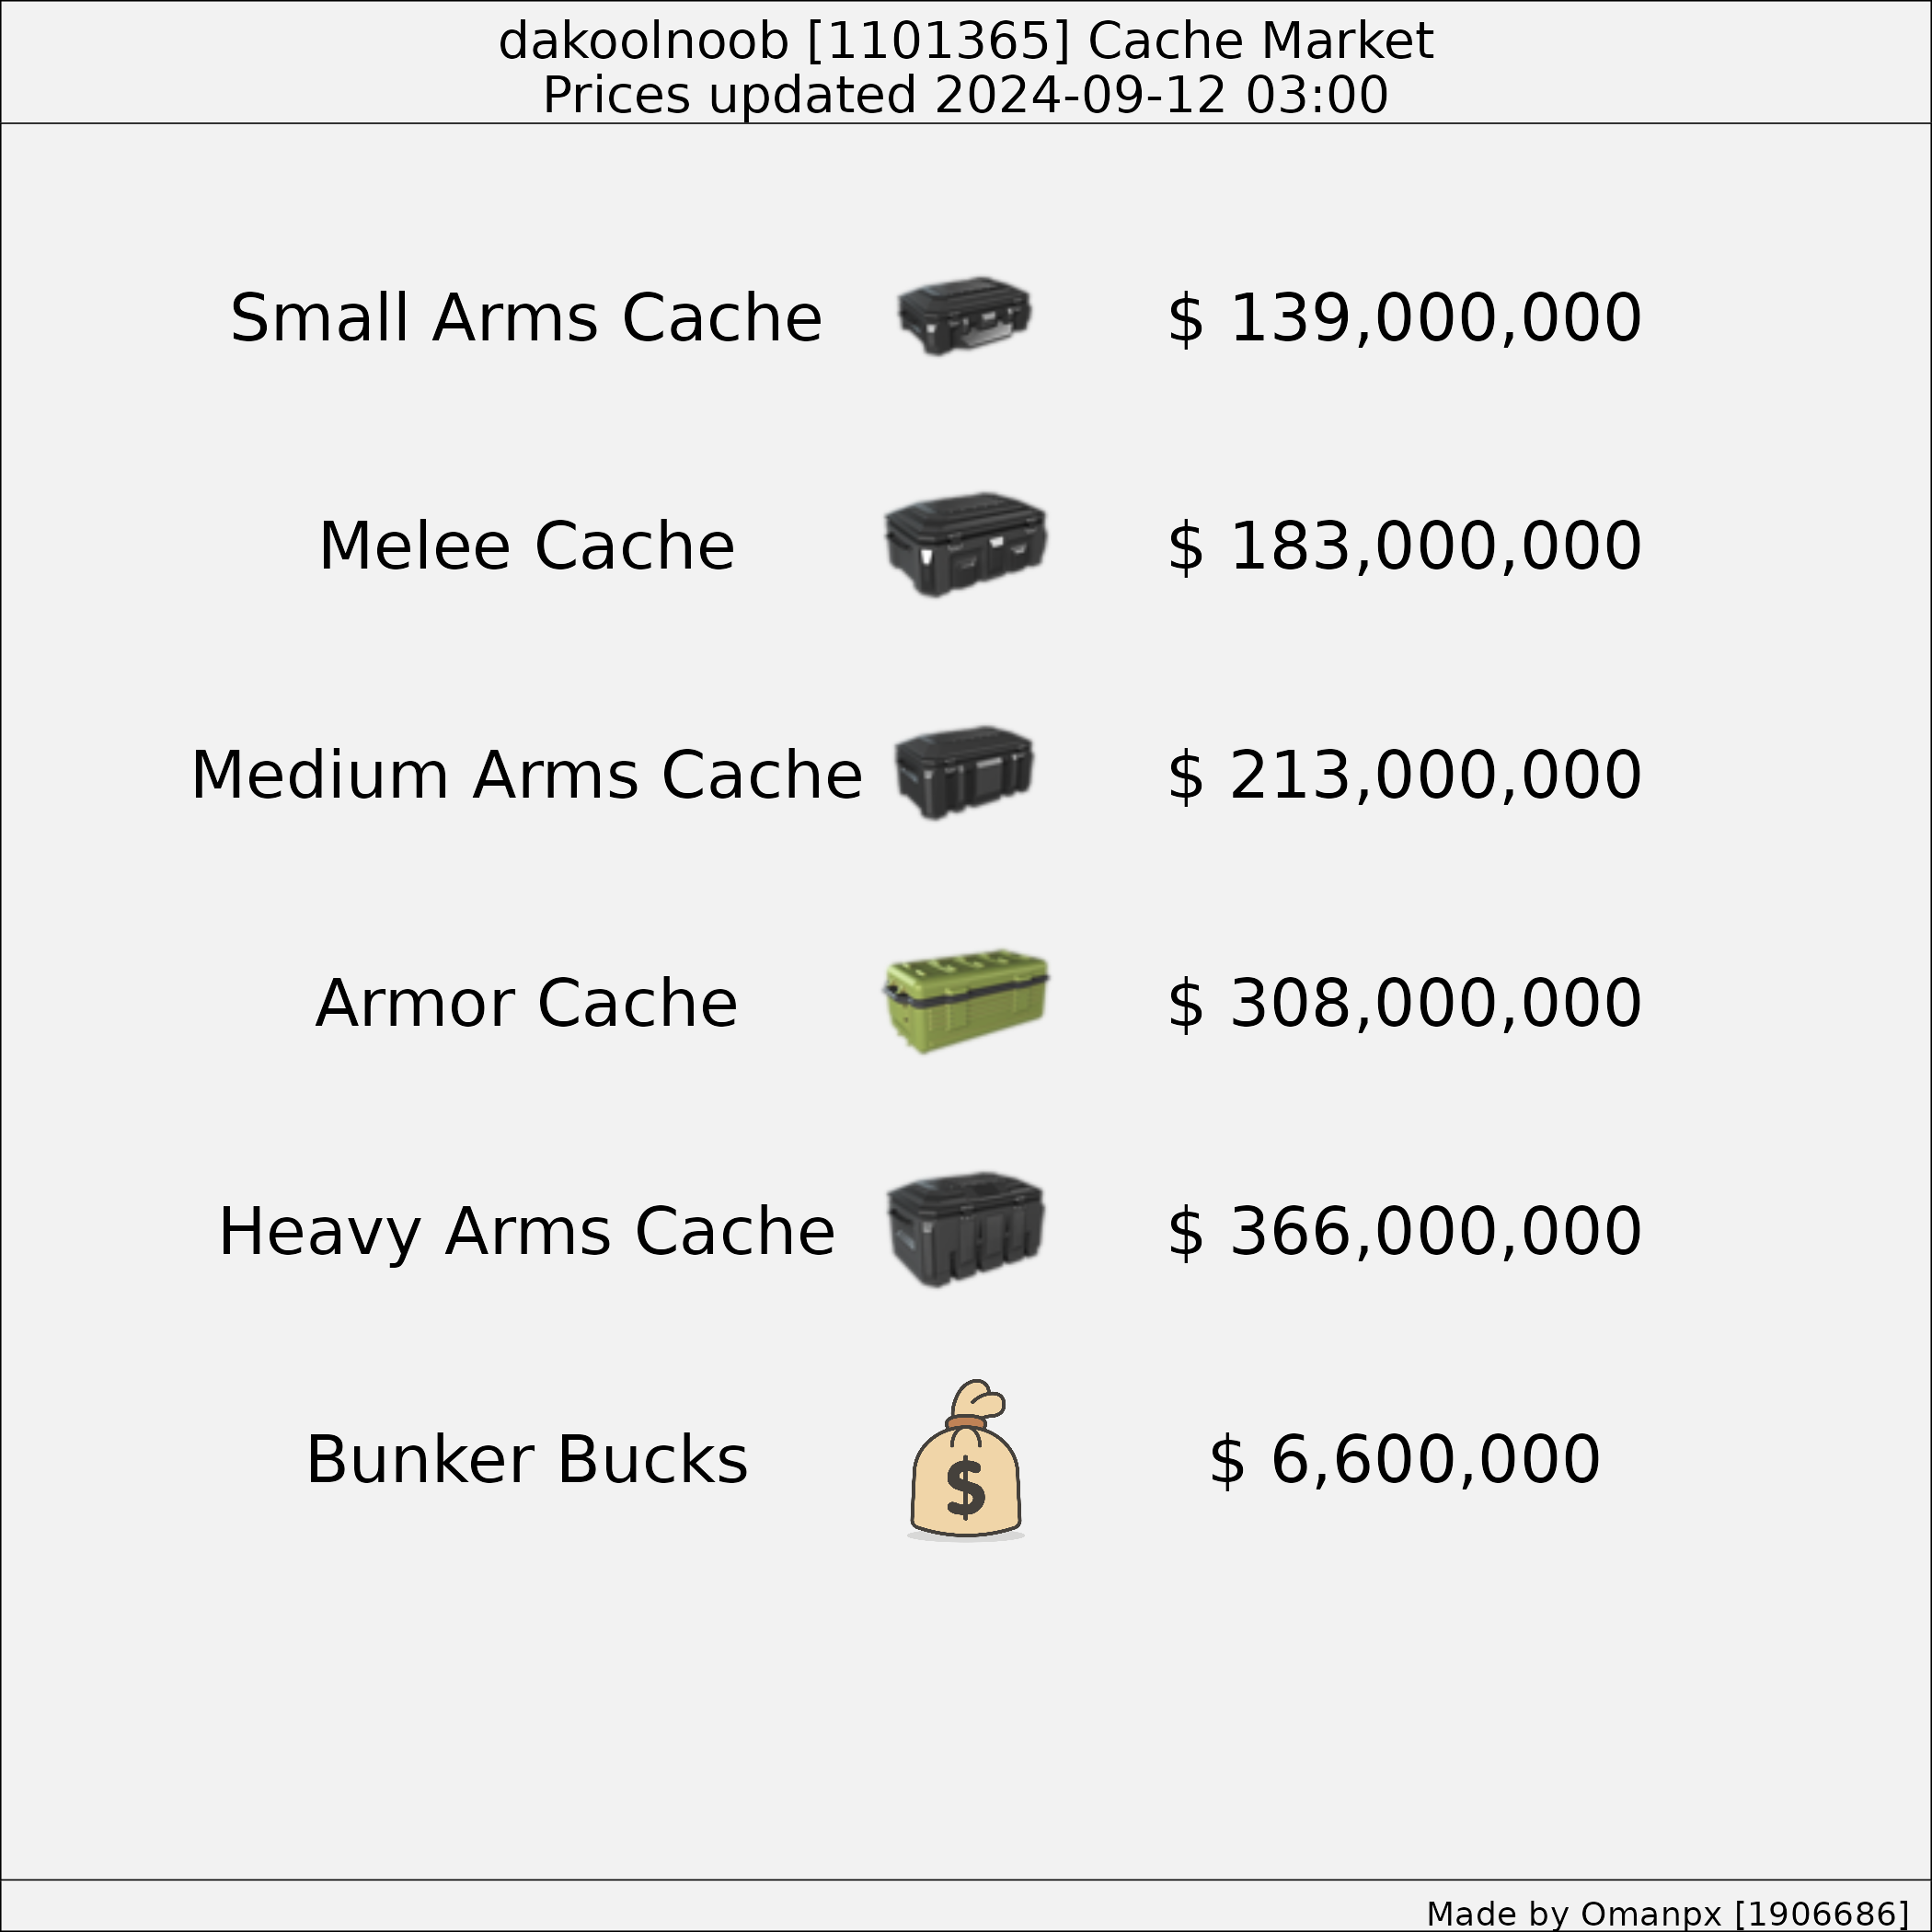 dakoolnoob [1101365] Cache Market
Prices updated 2024-09-12 03:00
Small Arms Cache $ 139,000,000
Melee Cache $ 183,000,000
Medium Arms Cache $ 213,000,000
Armor Cache $ 308,000,000
Heavy Arms Cache $ 366,000,000
Bunker Bucks $ $ 6,600,000
Made by Omanpx [1906686]